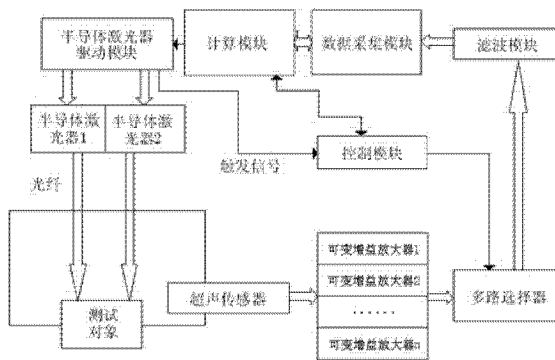 半导体激光器
驱动模块
计算模块
数据采集模块
滤波模块
半导体激
光器1
半导体激
光器2
触发信号
控制模块
光纤
可变增益放大器1
可变增益放大器2
……
可变增益放大器n
超声传感器
多路选择器
测试
对象